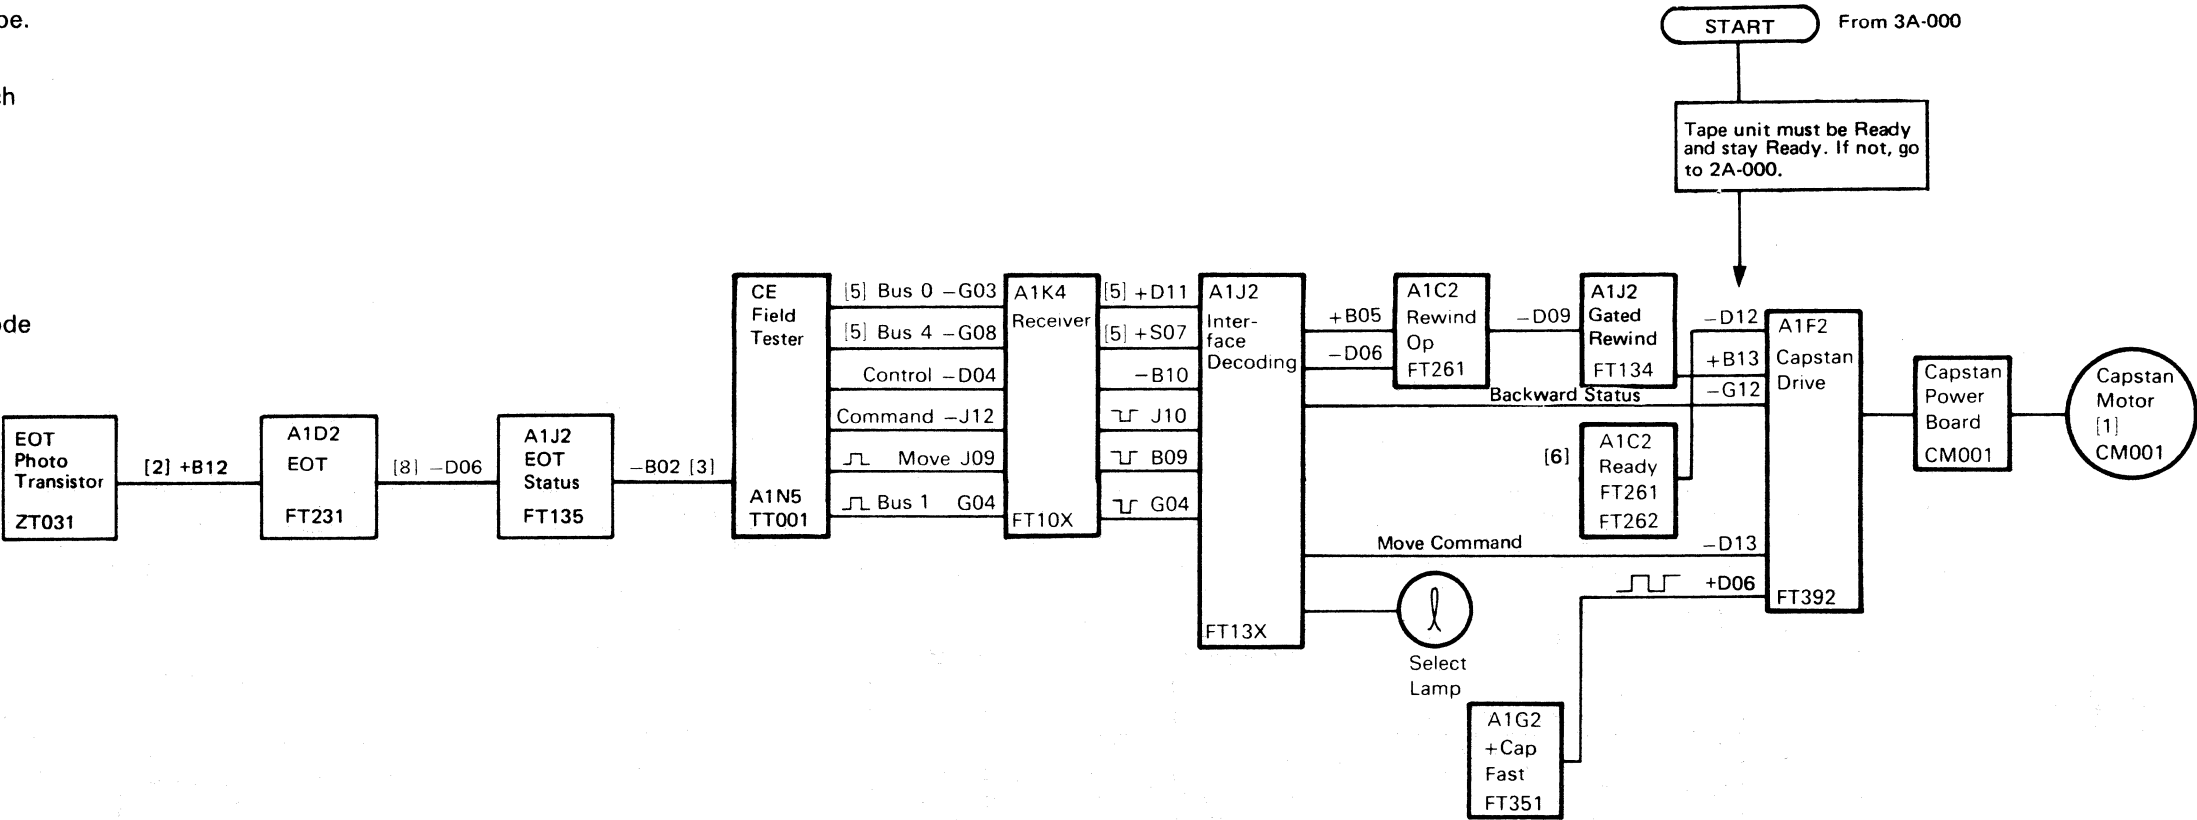 pe.
ch
ode
START
From 3A-000
Tape unit must be Ready
and stay Ready. If not, go
to 2A-000.
EOT
Photo
Transistor
ZT031
[2] +B12
A1D2
EOT
FT231
[8] −D06
A1J2
EOT
Status
FT135
−B02 [3]
CE
Field
Tester
A1N5
TT001
[5] Bus 0 −G03
[5] Bus 4 −G08
Control −D04
Command −J12
Move J09
Bus 1 G04
A1K4
Receiver
FT10X
[5] +D11
[5] +S07
−B10
J10
B09
G04
A1J2
Inter-
face
Decoding
FT13X
+B05
−D06
A1C2
Rewind
Op
FT261
−D09
A1J2
Gated
Rewind
FT134
Backward Status
[6]
A1C2
Ready
FT261
FT262
Move Command
Select
Lamp
A1G2
+Cap
Fast
FT351
−D12
+B13
−G12
−D13
+D06
A1F2
Capstan
Drive
FT392
Capstan
Power
Board
CM001
Capstan
Motor
[1]
CM001